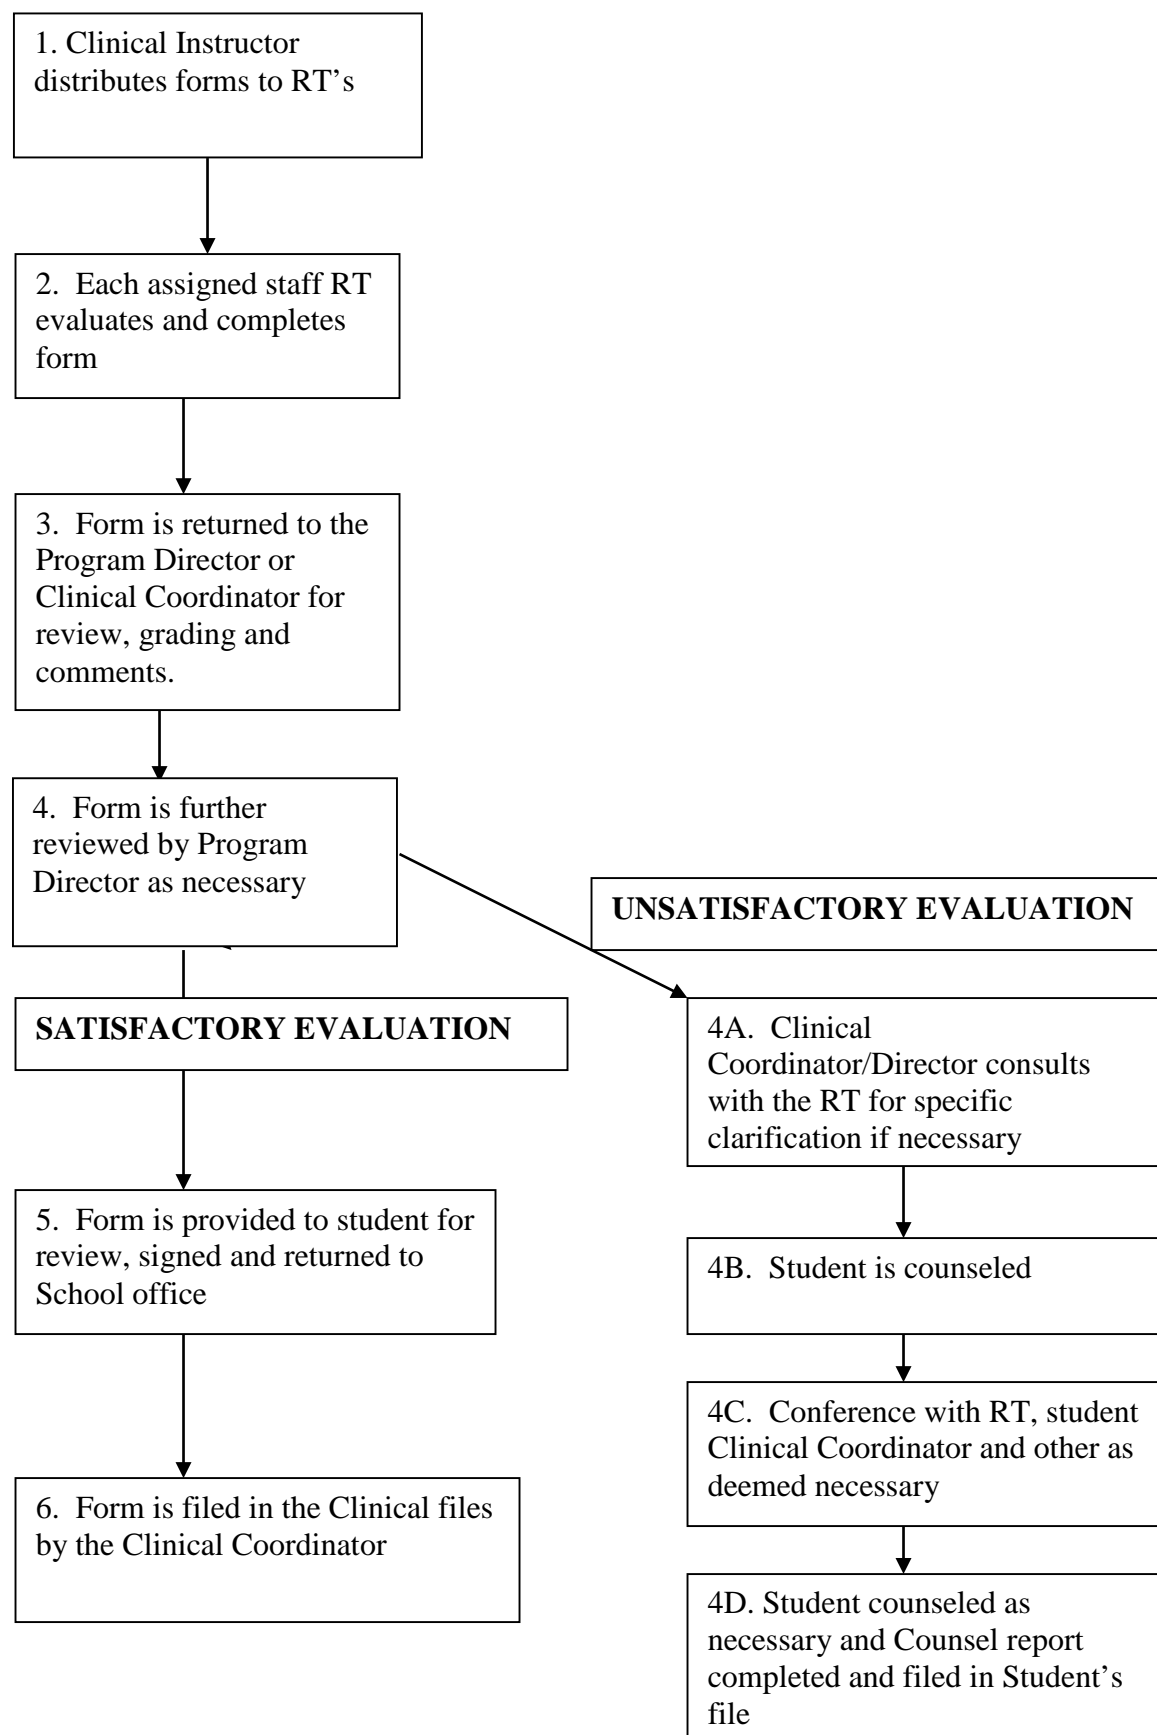 1. Clinical Instructor
distributes forms to RT’s
2.  Each assigned staff RT
evaluates and completes
form
3.  Form is returned to the
Program Director or
Clinical Coordinator for
review, grading and
comments.
4.  Form is further
reviewed by Program
Director as necessary
UNSATISFACTORY EVALUATION
SATISFACTORY EVALUATION
4A.  Clinical
Coordinator/Director consults
with the RT for specific
clarification if necessary
5.  Form is provided to student for
review, signed and returned to
School office
4B.  Student is counseled
4C.  Conference with RT, student
Clinical Coordinator and other as
deemed necessary
6.  Form is filed in the Clinical files
by the Clinical Coordinator
4D. Student counseled as
necessary and Counsel report
completed and filed in Student’s
file